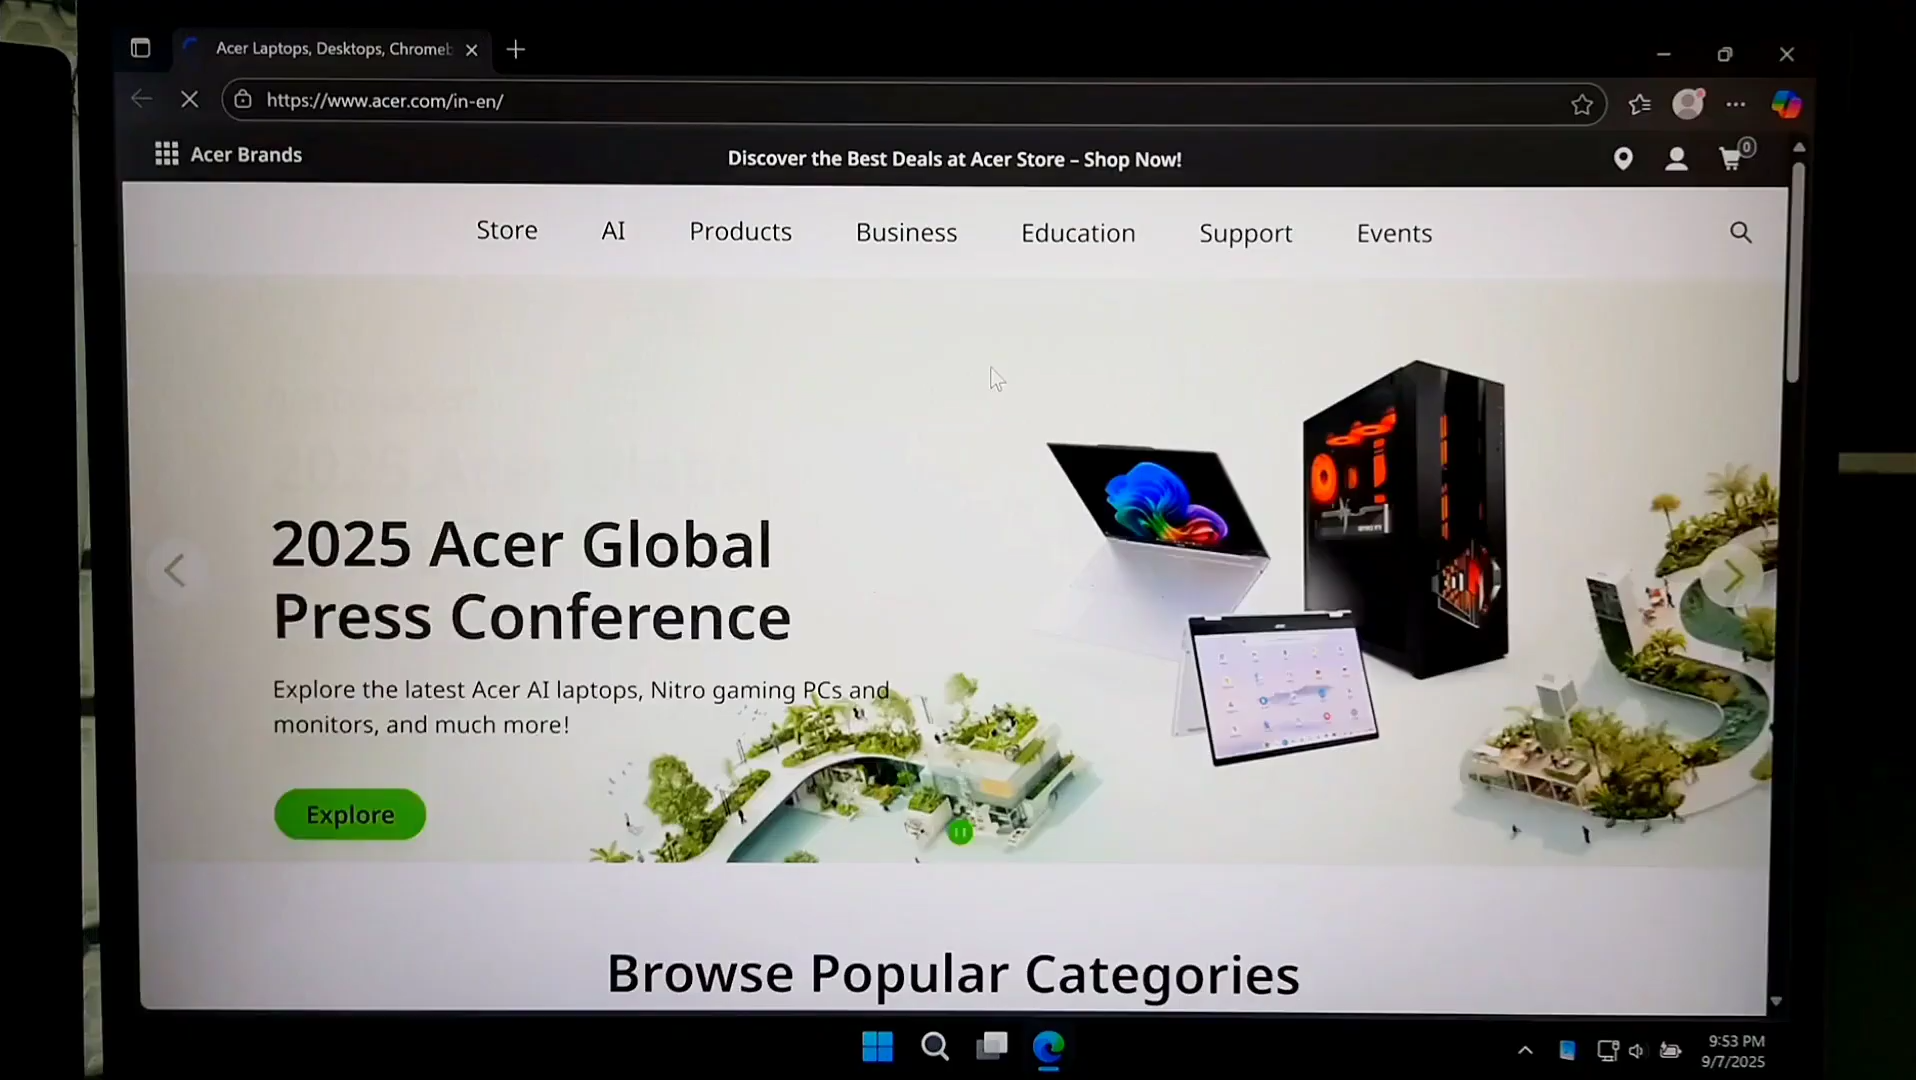 Acer Laptops, Desktops, Chromeb
https://www.acer.com/in-en/
Acer Brands
Discover the Best Deals at Acer Store – Shop Now!
0
Store
AI
Products
Business
Education
Support
Events
2025 Acer Global
Press Conference
Explore the latest Acer AI laptops, Nitro gaming PCs and
monitors, and much more!
Explore
Browse Popular Categories
9:53 PM
9/7/2025